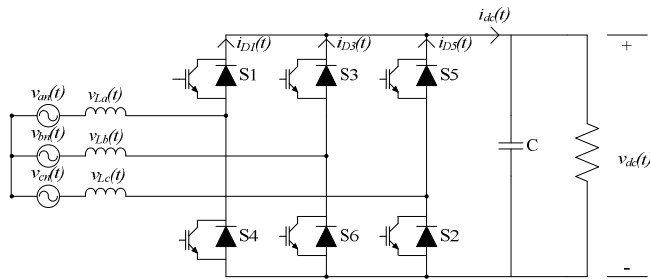 i_dc(t)
i_D1(t) i_D3(t) i_D5(t)
+
S1 S3 S5
v_an(t) v_La(t)
v_bn(t) v_Lb(t)
C
v_dc(t)
v_cn(t) v_Lc(t)
S4 S6 S2
-